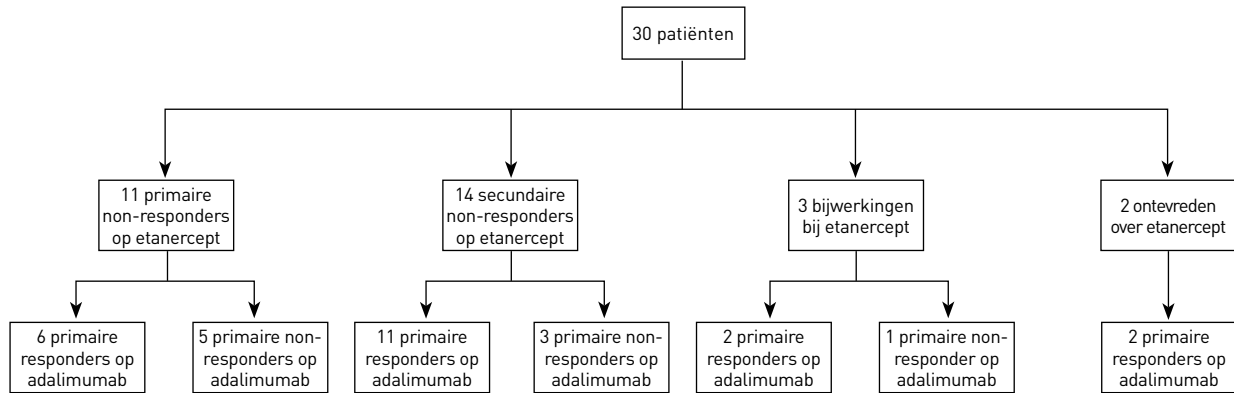 30 patiënten
11 primaire
non-responders
op etanercept
14 secundaire
non-responders
op etanercept
3 bijwerkingen
bij etanercept
2 ontevreden
over etanercept
6 primaire
responders op
adalimumab
5 primaire non-
responders op
adalimumab
11 primaire
responders op
adalimumab
3 primaire non-
responders op
adalimumab
2 primaire
responders op
adalimumab
1 primaire non-
responder op
adalimumab
2 primaire
responders op
adalimumab